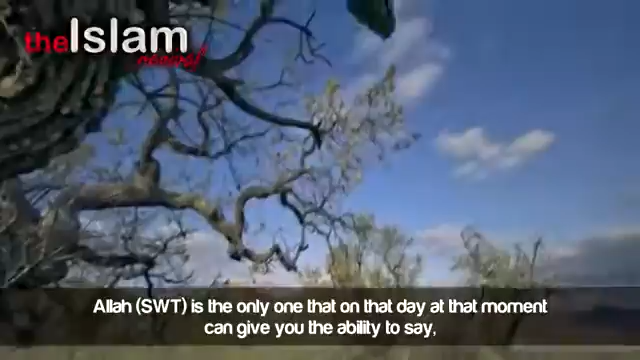 theIslam
revival
Allah (SWT) is the only one that on that day at that moment
can give you the ability to say,